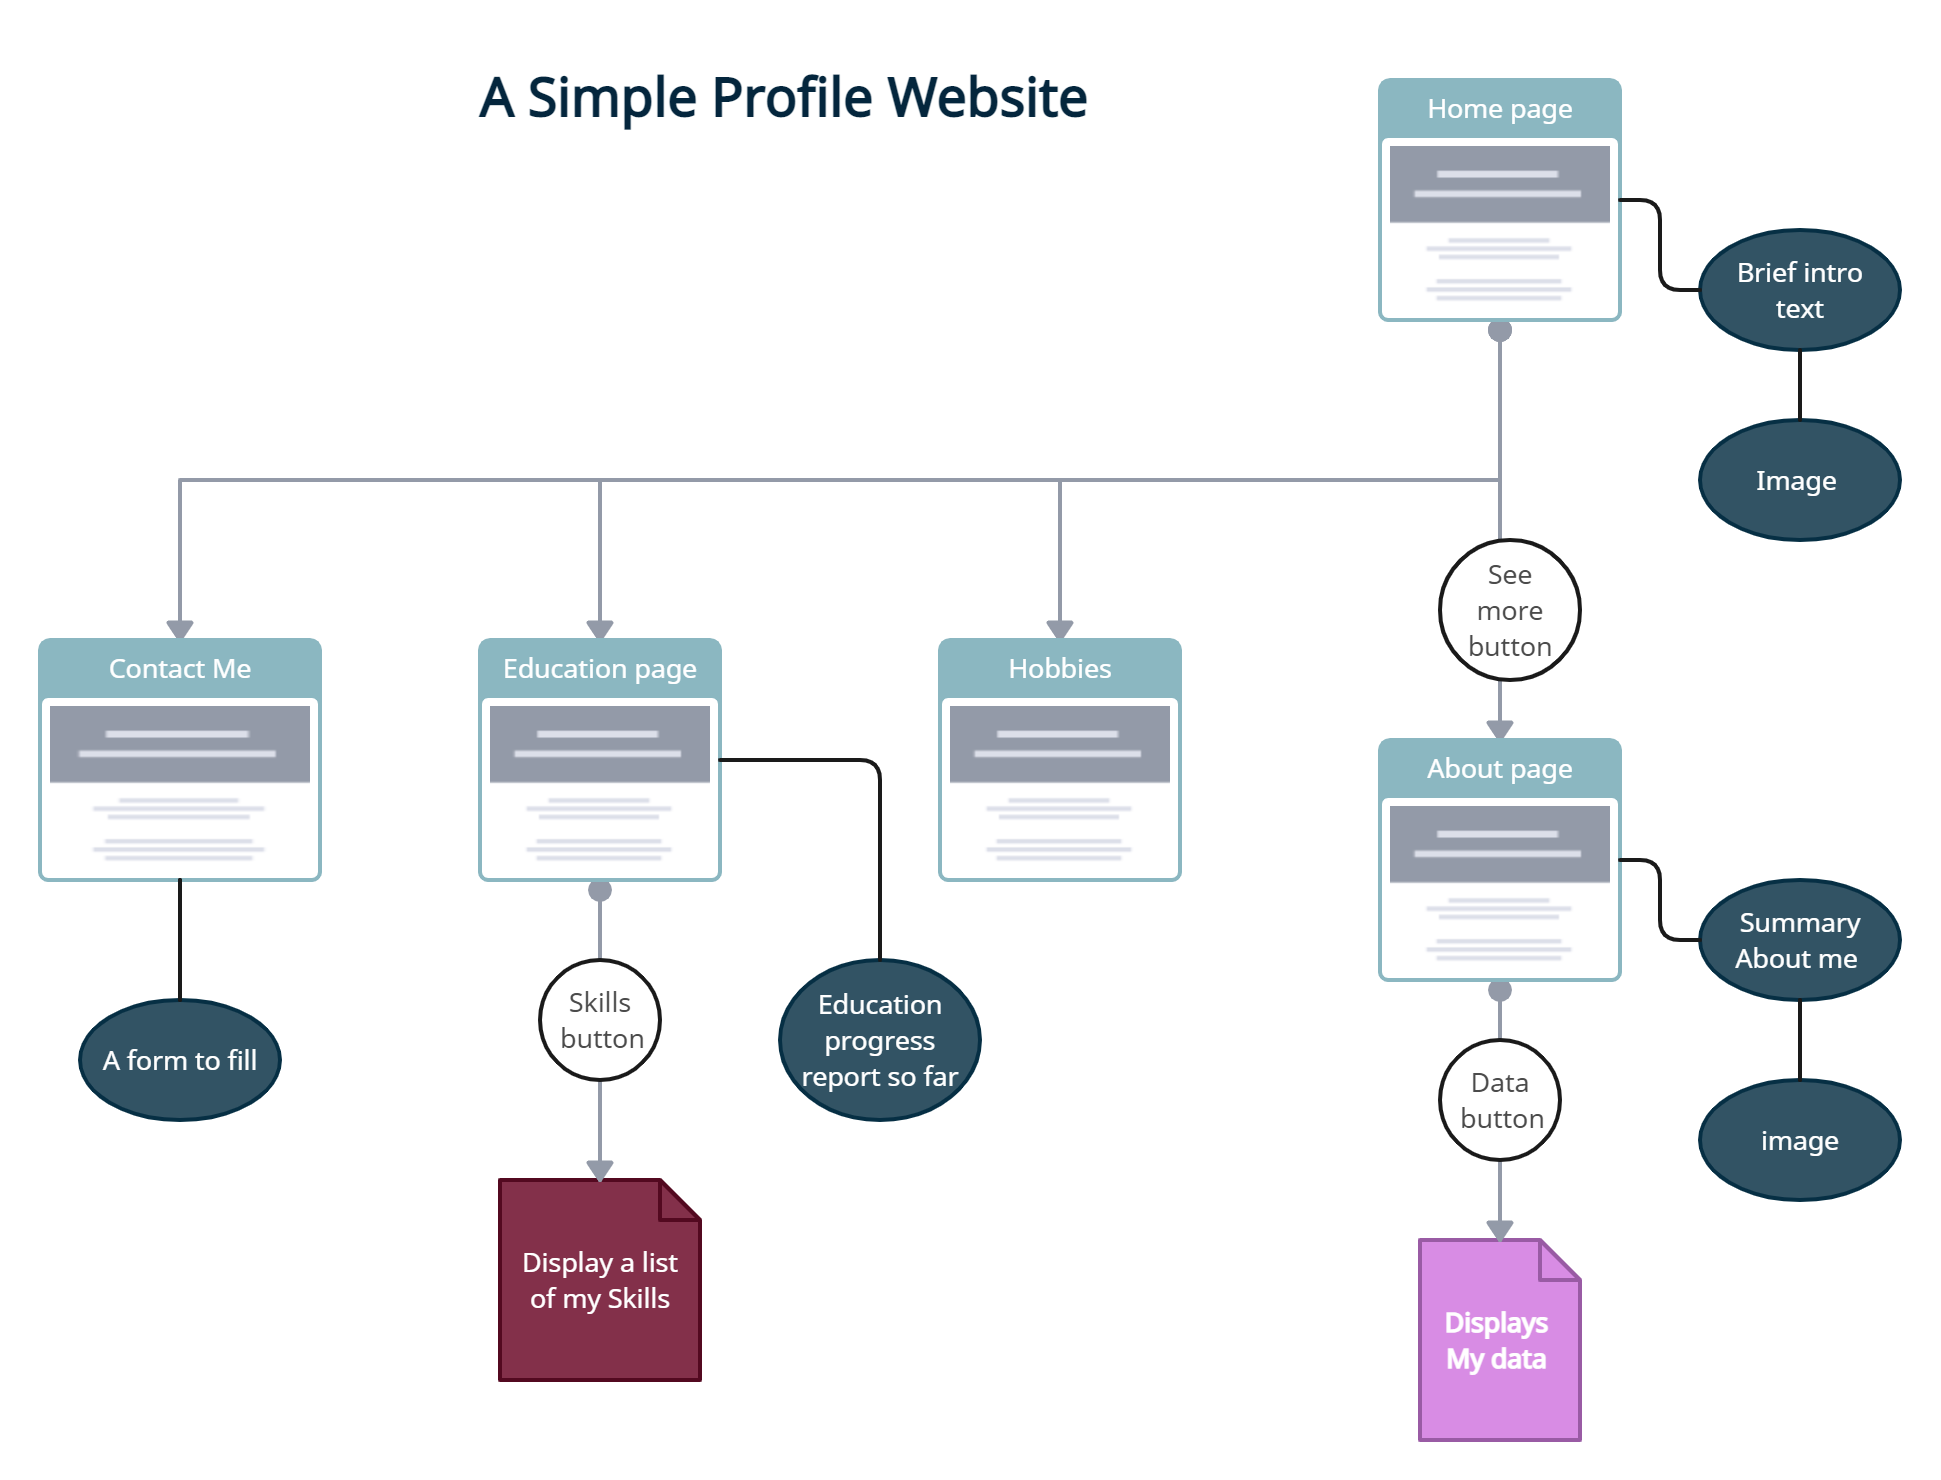 A Simple Profile Website
Home page
Brief intro
text
Image
See
more
button
Contact Me
Education page
Hobbies
About page
Summary
About me
image
A form to fill
Skills
button
Education
progress
report so far
Data
button
Display a list
of my Skills
Displays
My data